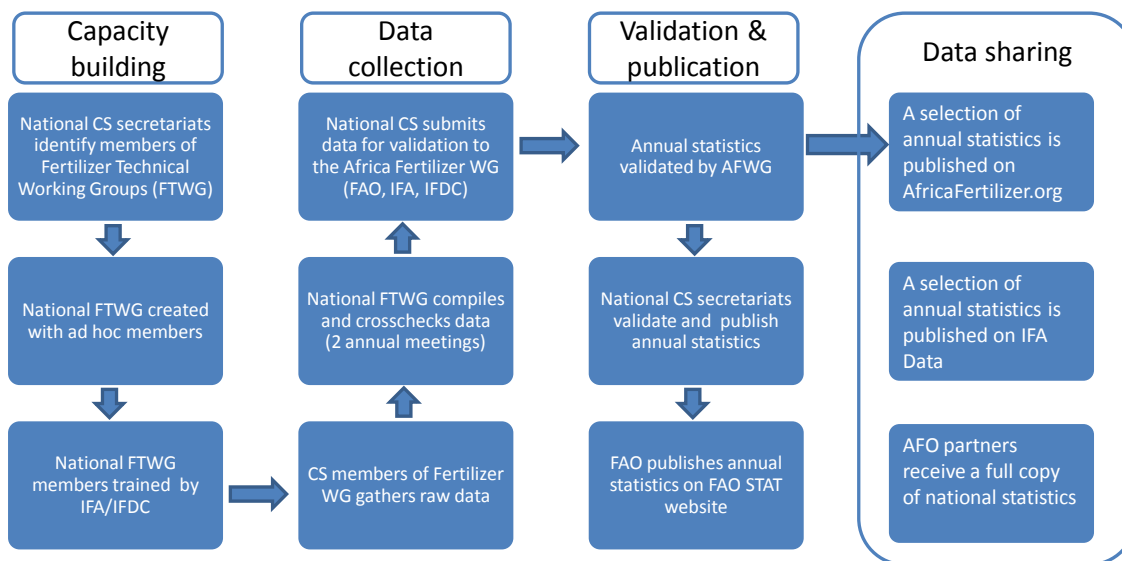 Capacity
building
National CS secretariats
identify members of
Fertilizer Technical
Working Groups (FTWG)
National FTWG created
with ad hoc members
National FTWG
members trained by
IFA/IFDC
Data
collection
National CS submits
data for validation to
the Africa Fertilizer WG
(FAO, IFA, IFDC)
National FTWG compiles
and crosschecks data
(2 annual meetings)
CS members of Fertilizer
WG gathers raw data
Validation &
publication
Annual statistics
validated by AFWG
National CS secretariats
validate and publish
annual statistics
FAO publishes annual
statistics on FAO STAT
website
Data sharing
A selection of
annual statistics is
published on
AfricaFertilizer.org
A selection of
annual statistics is
published on IFA
Data
AFO partners
receive a full copy
of national statistics